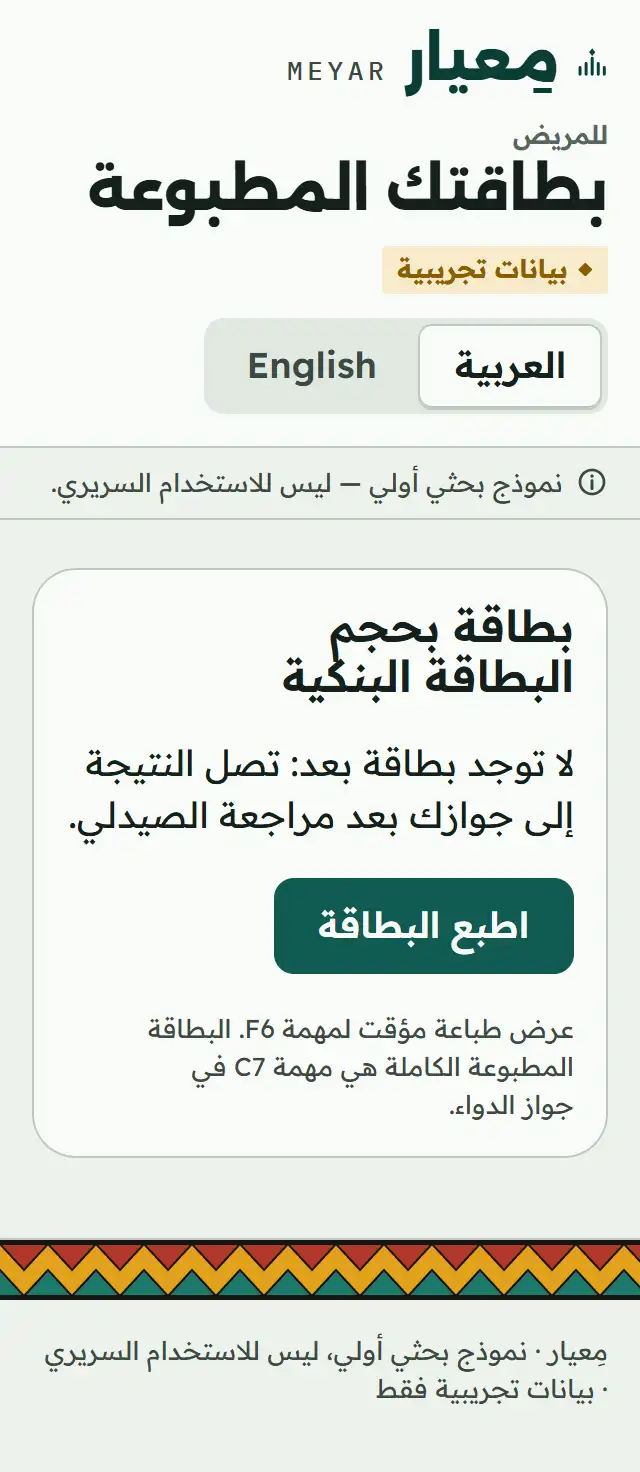 مِعيار MEYAR
للمريض
بطاقتك المطبوعة
بيانات تجريبية
العربية English
نموذج بحثي أولي — ليس للاستخدام السريري.
بطاقة بحجم
البطاقة البنكية
لا توجد بطاقة بعد: تصل النتيجة
إلى جوازك بعد مراجعة الصيدلي.
اطبع البطاقة
عرض طباعة مؤقت لمهمة F6. البطاقة
المطبوعة الكاملة هي مهمة C7 في
جواز الدواء.
مِعيار · نموذج بحثي أولي، ليس للاستخدام السريري
· بيانات تجريبية فقط